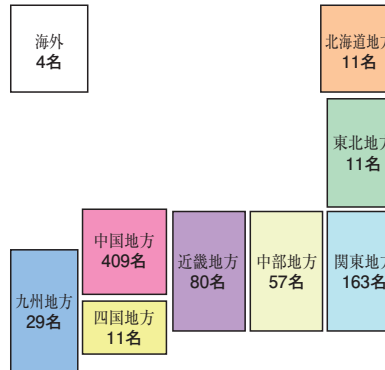 海外
4名
北海道地方
11名
東北地方
11名
中国地方
409名
近畿地方
80名
中部地方
57名
関東地方
163名
九州地方
29名
四国地方
11名